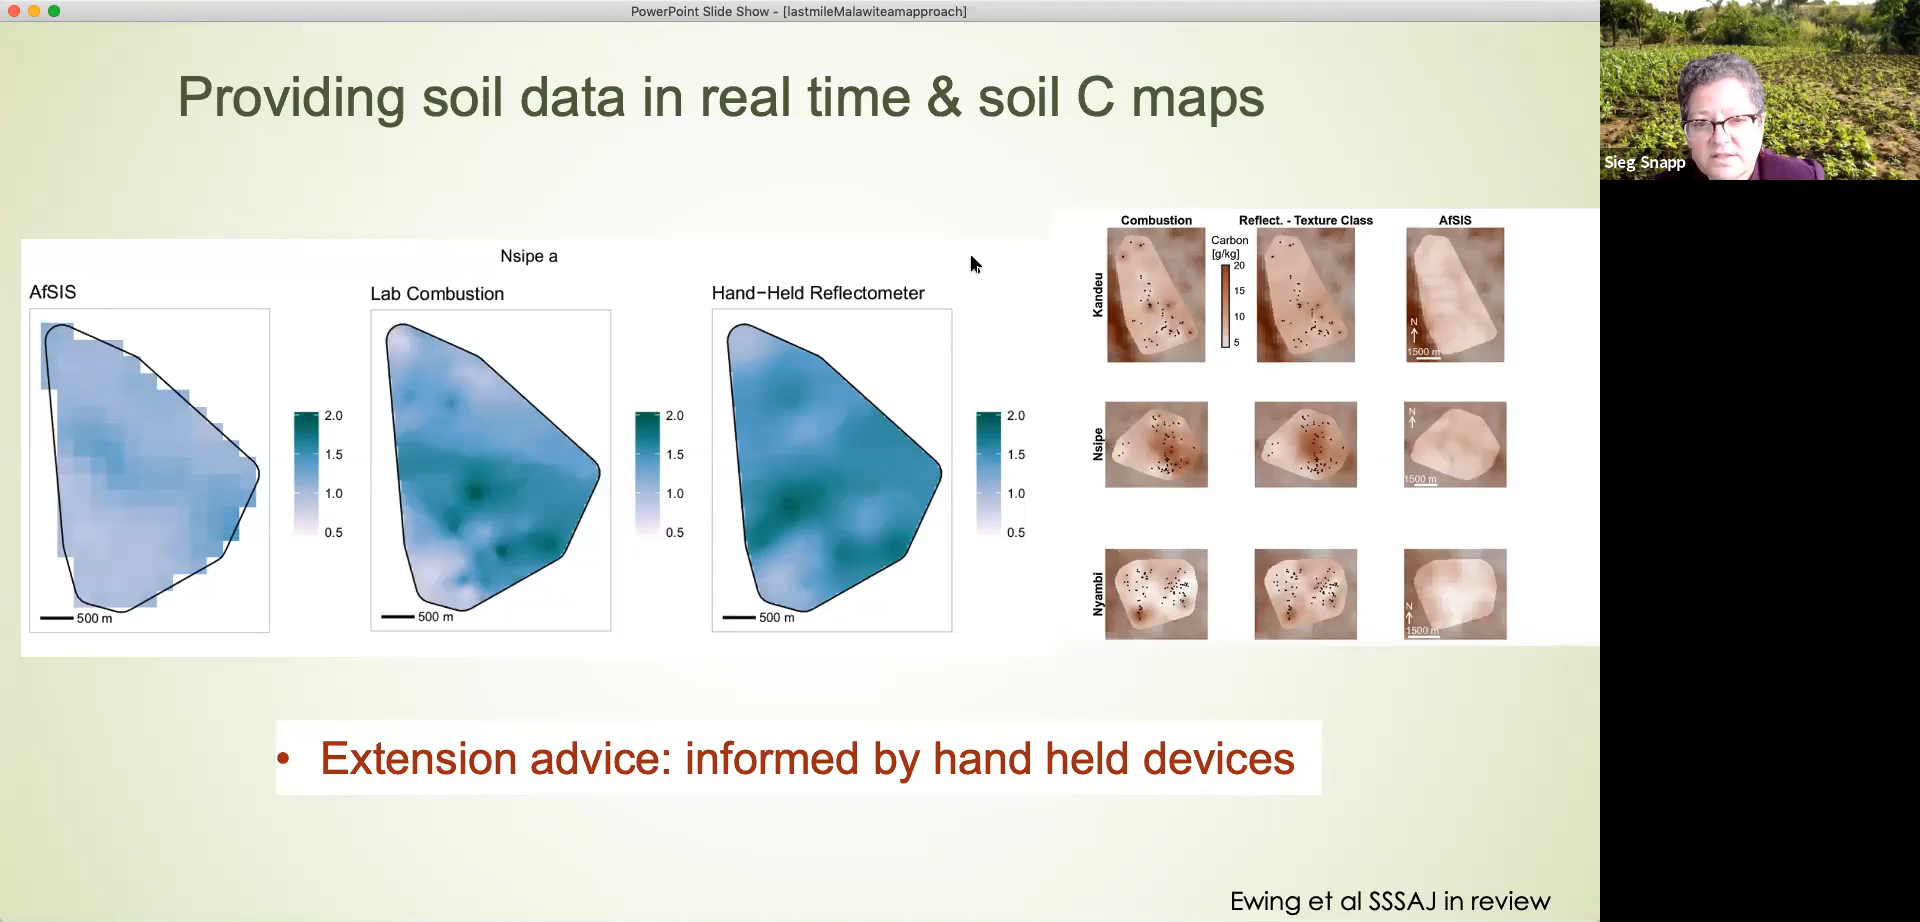 PowerPoint Slide Show - [lastmileMalawiteamapproach]
Providing soil data in real time & soil C maps
Sieg Snapp
Nsipe a
AfSIS
Lab Combustion
Hand-Held Reflectometer
2.0
1.5
1.0
0.5
500 m
2.0
1.5
1.0
0.5
500 m
2.0
1.5
1.0
0.5
500 m
Combustion
Reflect. - Texture Class
AfSIS
Carbon
[g/kg]
20
15
10
5
Kandeu
N
1500 m
Nsipe
N
1500 m
Nyambi
N
1500 m
• Extension advice: informed by hand held devices
Ewing et al SSSAJ in review